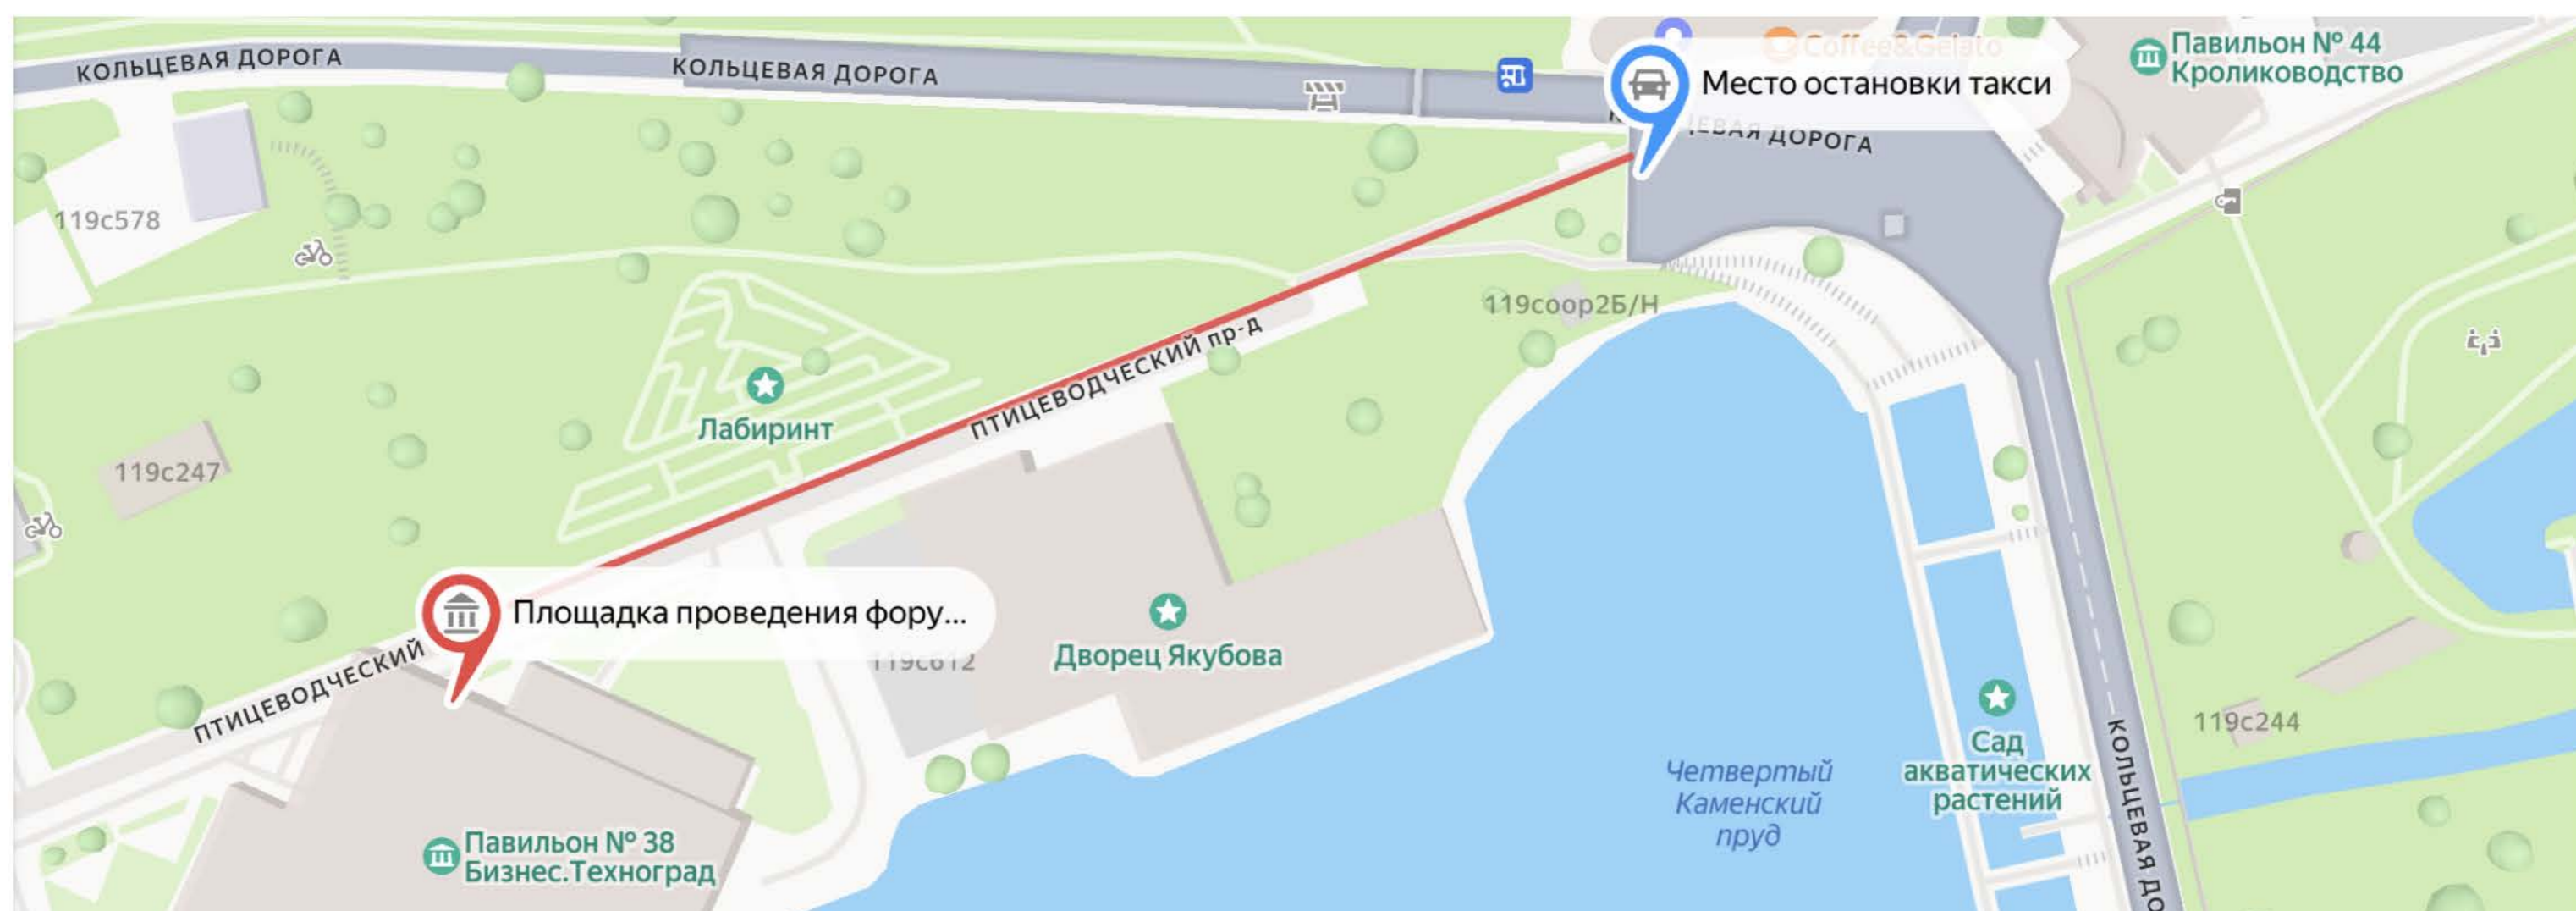 КОЛЬЦЕВАЯ ДОРОГА
КОЛЬЦЕВАЯ ДОРОГА
Coffee&Gelato
Место остановки такси
ЦЕВАЯ ДОРОГА
Павильон № 44
Кролиководство
119с578
119соор2Б/Н
ПТИЦЕВОДЧЕСКИЙ пр-д
Лабиринт
119с247
Площадка проведения фору...
ПТИЦЕВОДЧЕСКИЙ
119с612
Дворец Якубова
Павильон № 38
Бизнес.Техноград
Четвертый
Каменский
пруд
Сад
акватических
растений
119с244
КОЛЬЦЕВАЯ ДО